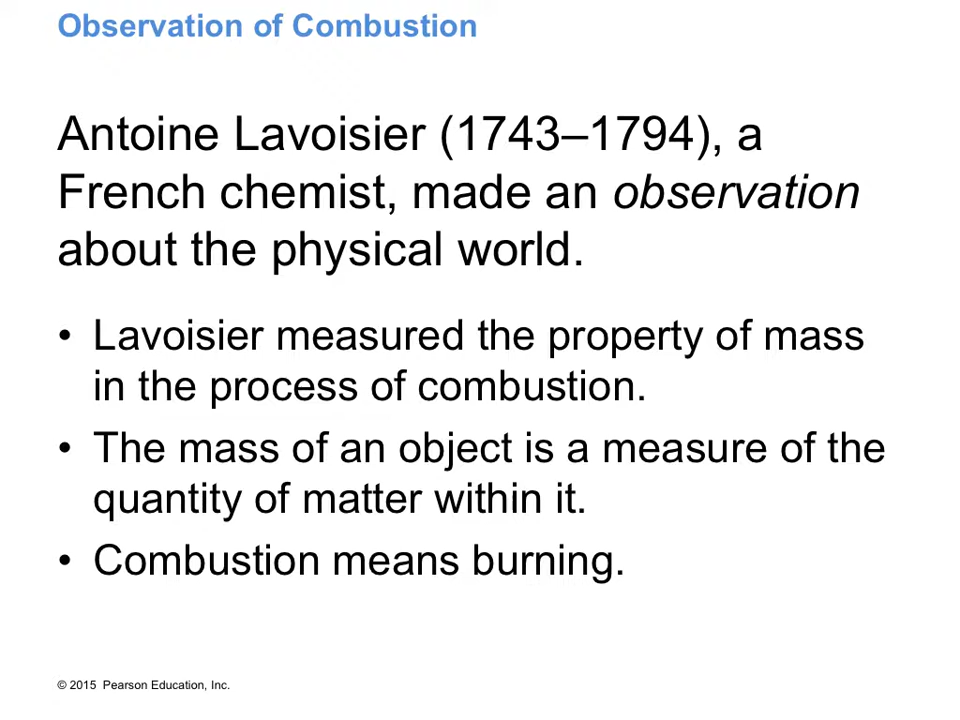 Observation of Combustion
Antoine Lavoisier (1743–1794), a
French chemist, made an observation
about the physical world.
• Lavoisier measured the property of mass
in the process of combustion.
• The mass of an object is a measure of the
quantity of matter within it.
• Combustion means burning.
© 2015 Pearson Education, Inc.